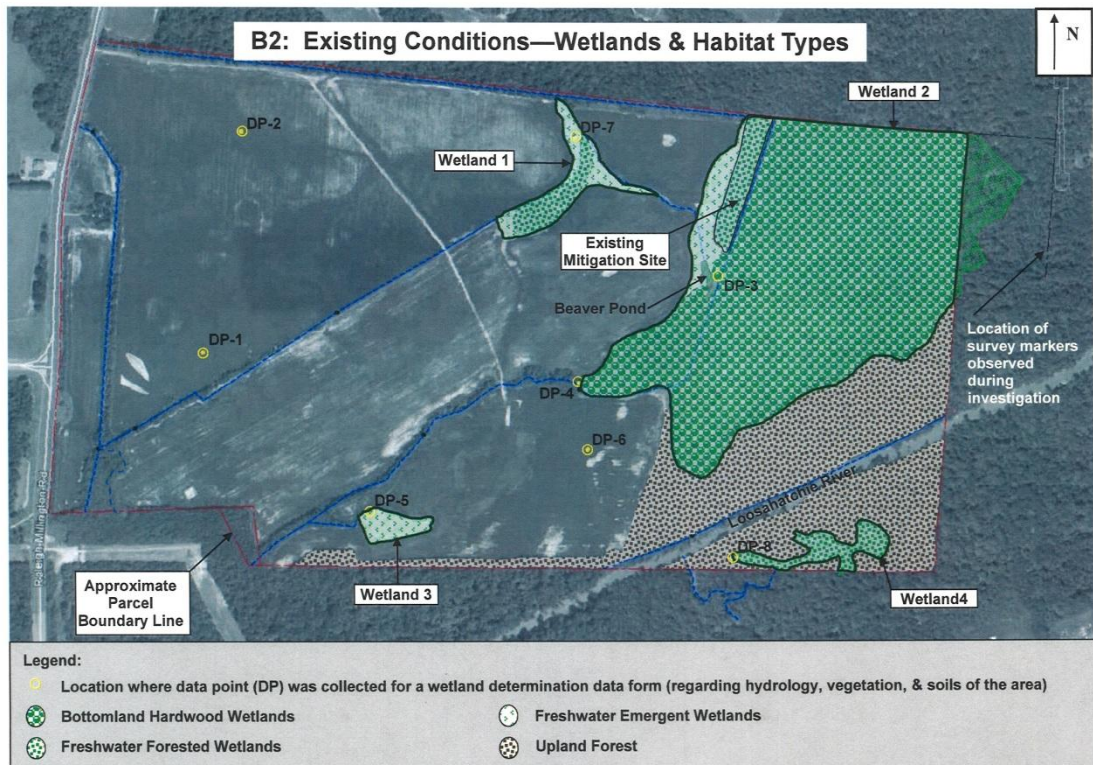 B2: Existing Conditions—Wetlands & Habitat Types
N
Wetland 2
DP-2
DP-7
Wetland 1
Existing
Mitigation Site
DP-3
Beaver Pond
DP-1
Location of
survey markers
observed
during
investigation
DP-4
DP-6
Loosahatchie River
DP-5
DP-8
Raleigh Millington Rd
Approximate
Parcel
Boundary Line
Wetland 3
Wetland4
Legend:
Location where data point (DP) was collected for a wetland determination data form (regarding hydrology, vegetation, & soils of the area)
Bottomland Hardwood Wetlands
Freshwater Emergent Wetlands
Freshwater Forested Wetlands
Upland Forest